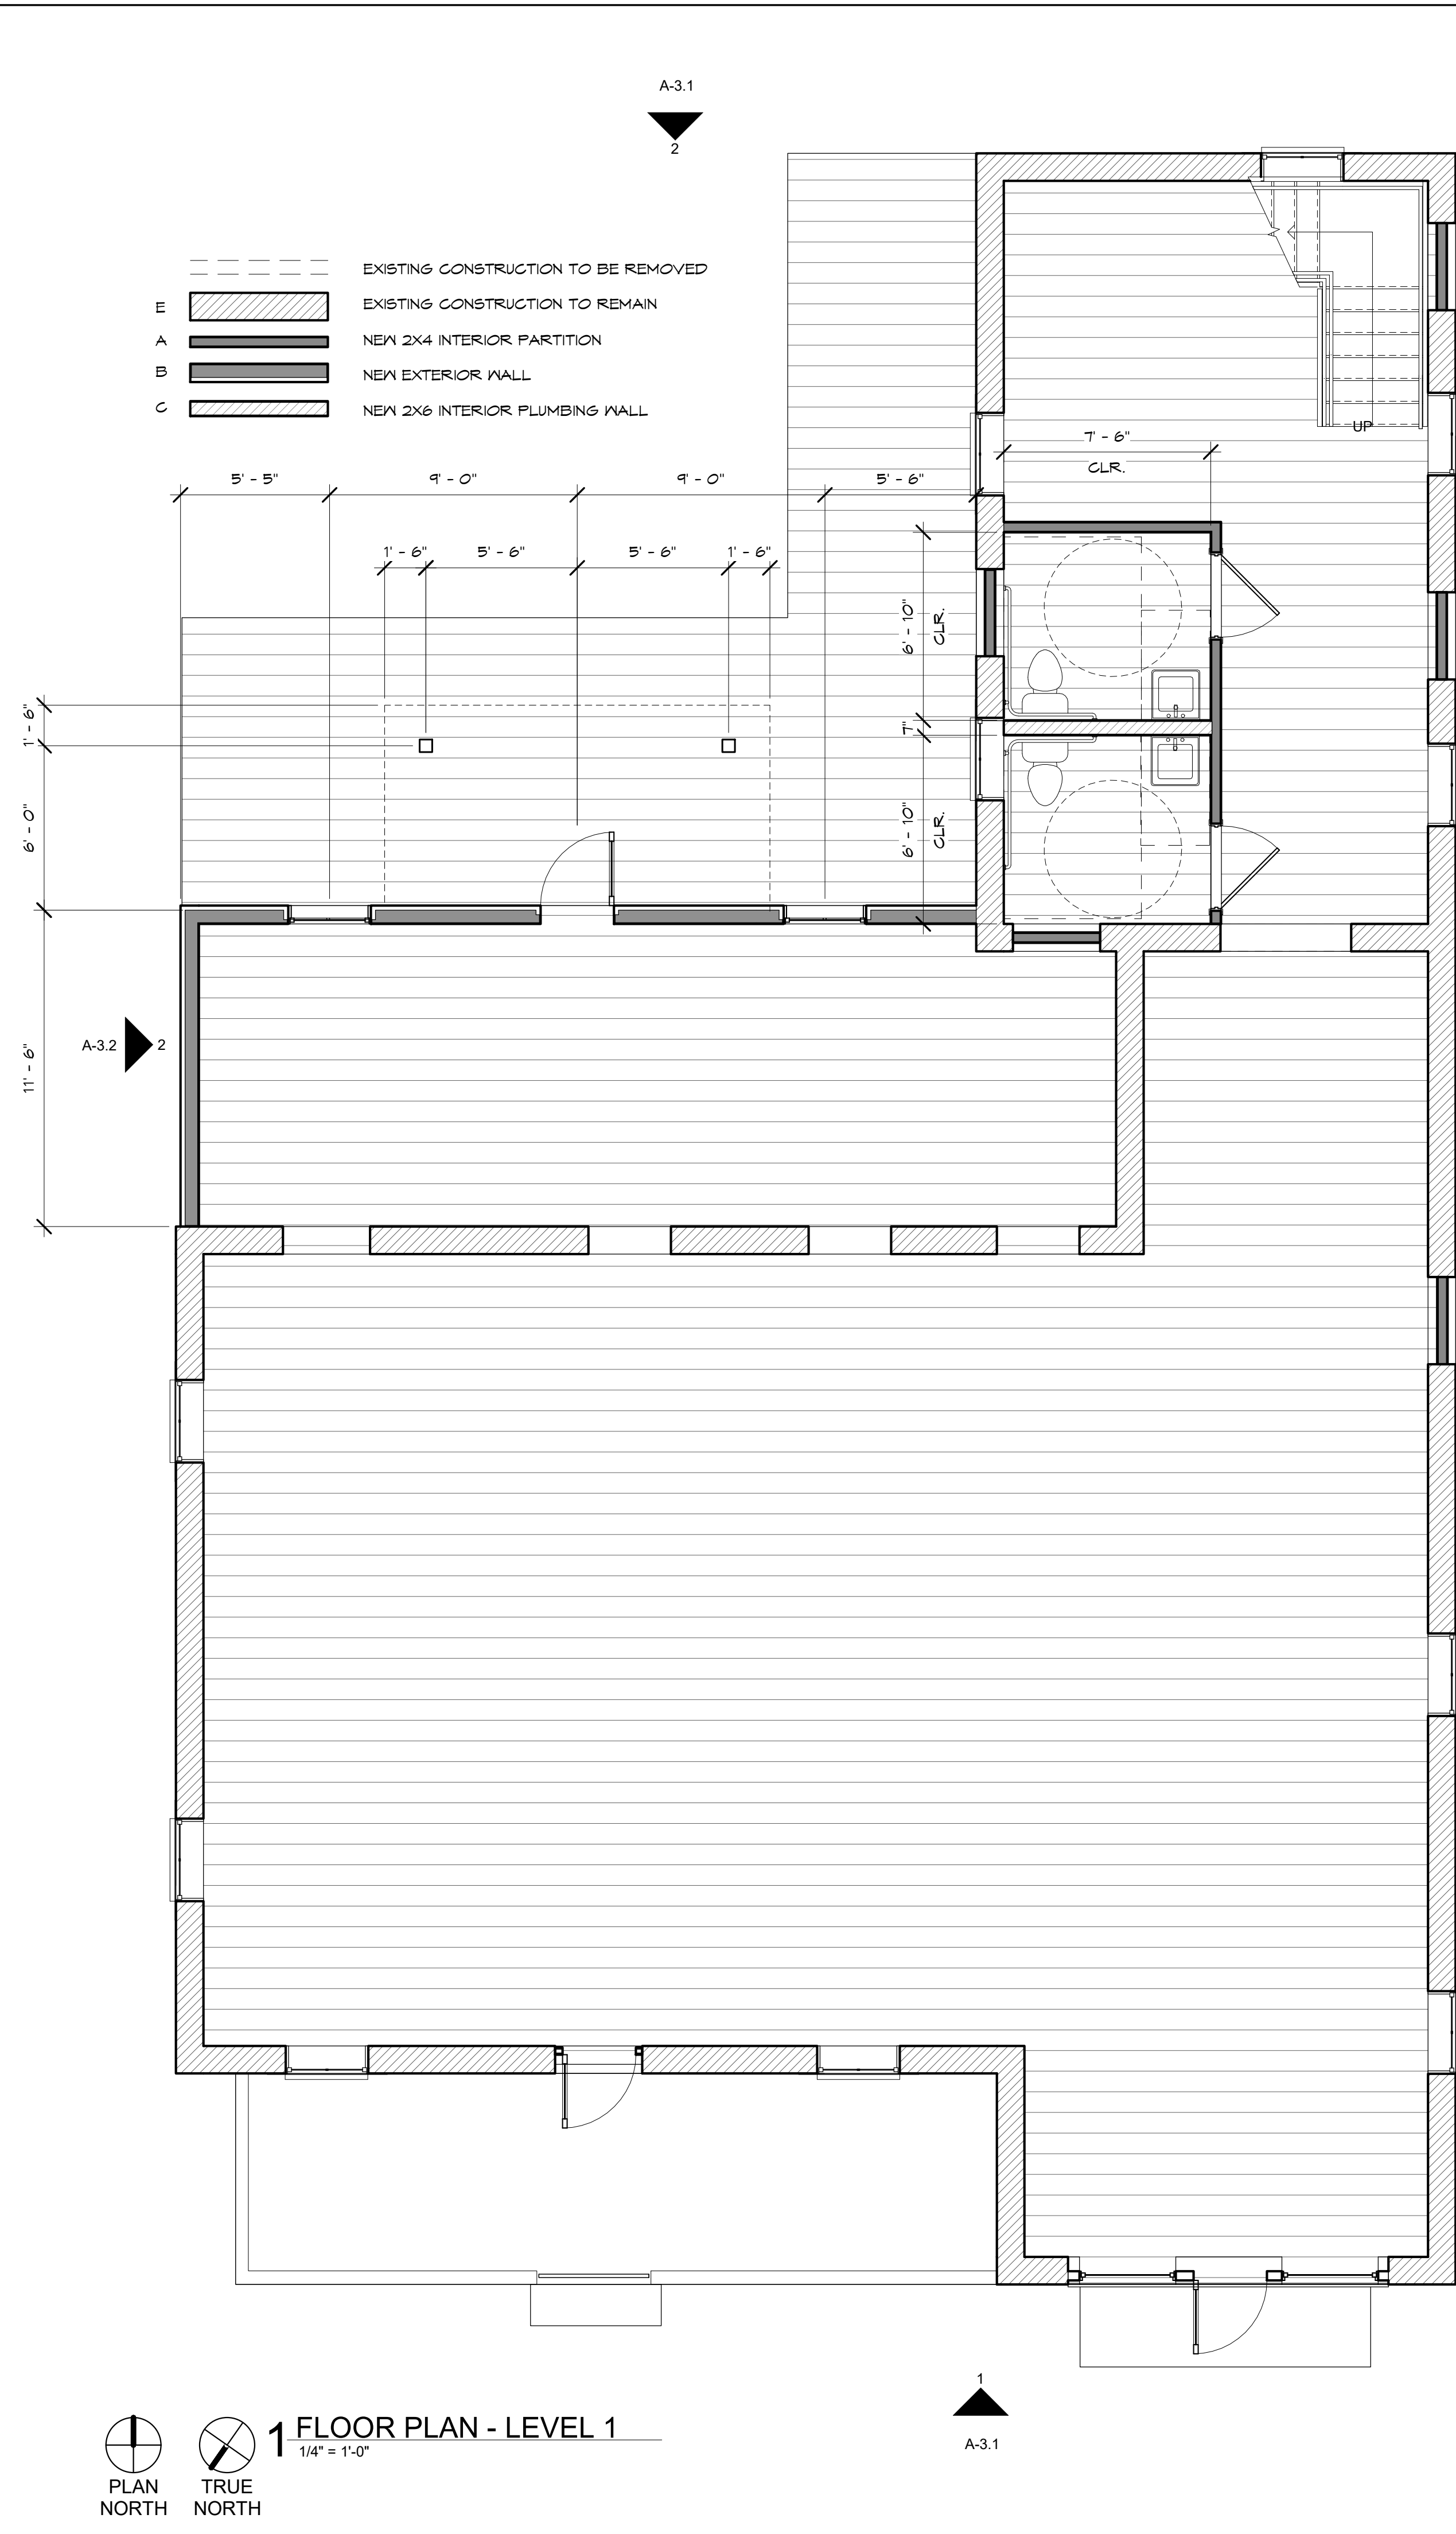 A-3.1
2
EXISTING CONSTRUCTION TO BE REMOVED
E EXISTING CONSTRUCTION TO REMAIN
A NEW 2X4 INTERIOR PARTITION
B NEW EXTERIOR WALL
C NEW 2X6 INTERIOR PLUMBING WALL
UP
7' - 6"
CLR.
5' - 5" 9' - 0" 9' - 0" 5' - 6"
1' - 6" 5' - 6" 5' - 6" 1' - 6"
6' - 10"
CLR.
7"
6' - 10"
CLR.
1' - 6"
6' - 0"
11' - 6"
A-3.2 2
1
A-3.1
1 FLOOR PLAN - LEVEL 1
1/4" = 1'-0"
PLAN
NORTH
TRUE
NORTH